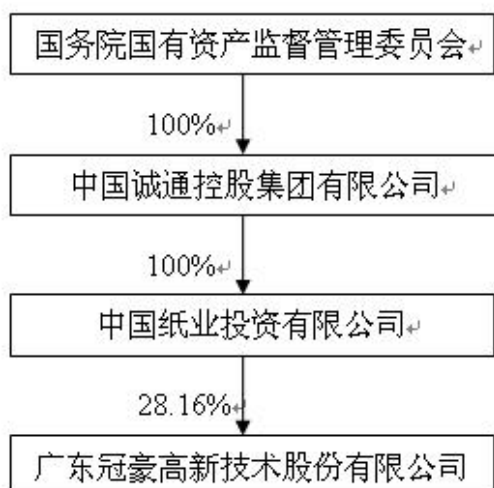 国务院国有资产监督管理委员会
100%
中国诚通控股集团有限公司
100%
中国纸业投资有限公司
28.16%
广东冠豪高新技术股份有限公司